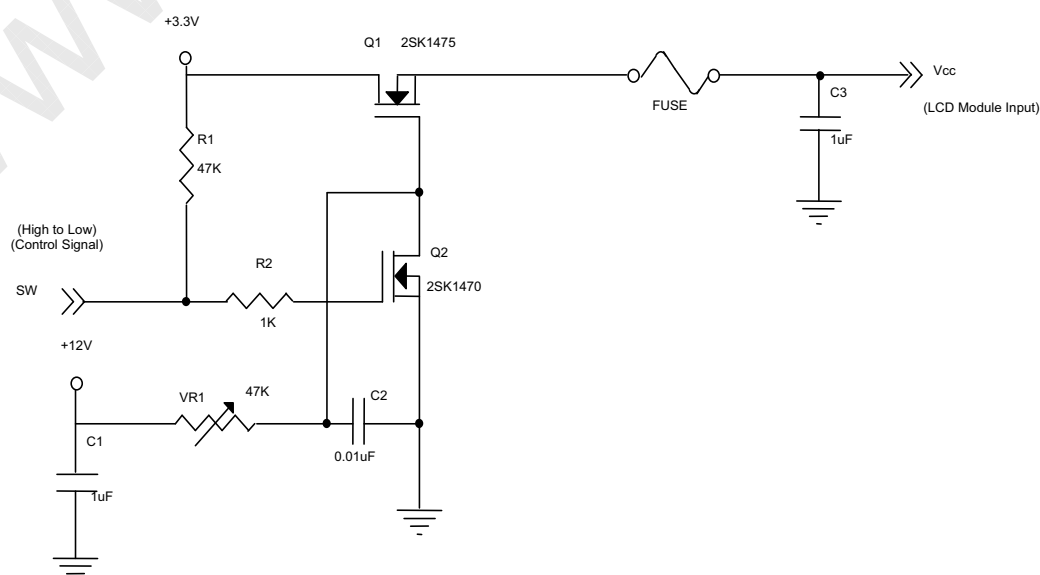 +3.3V
Q1 2SK1475
FUSE
Vcc
(LCD Module Input)
C3
1uF
R1
47K
(High to Low)
(Control Signal)
SW
R2
1K
Q2
2SK1470
+12V
VR1
47K
C2
0.01uF
C1
1uF